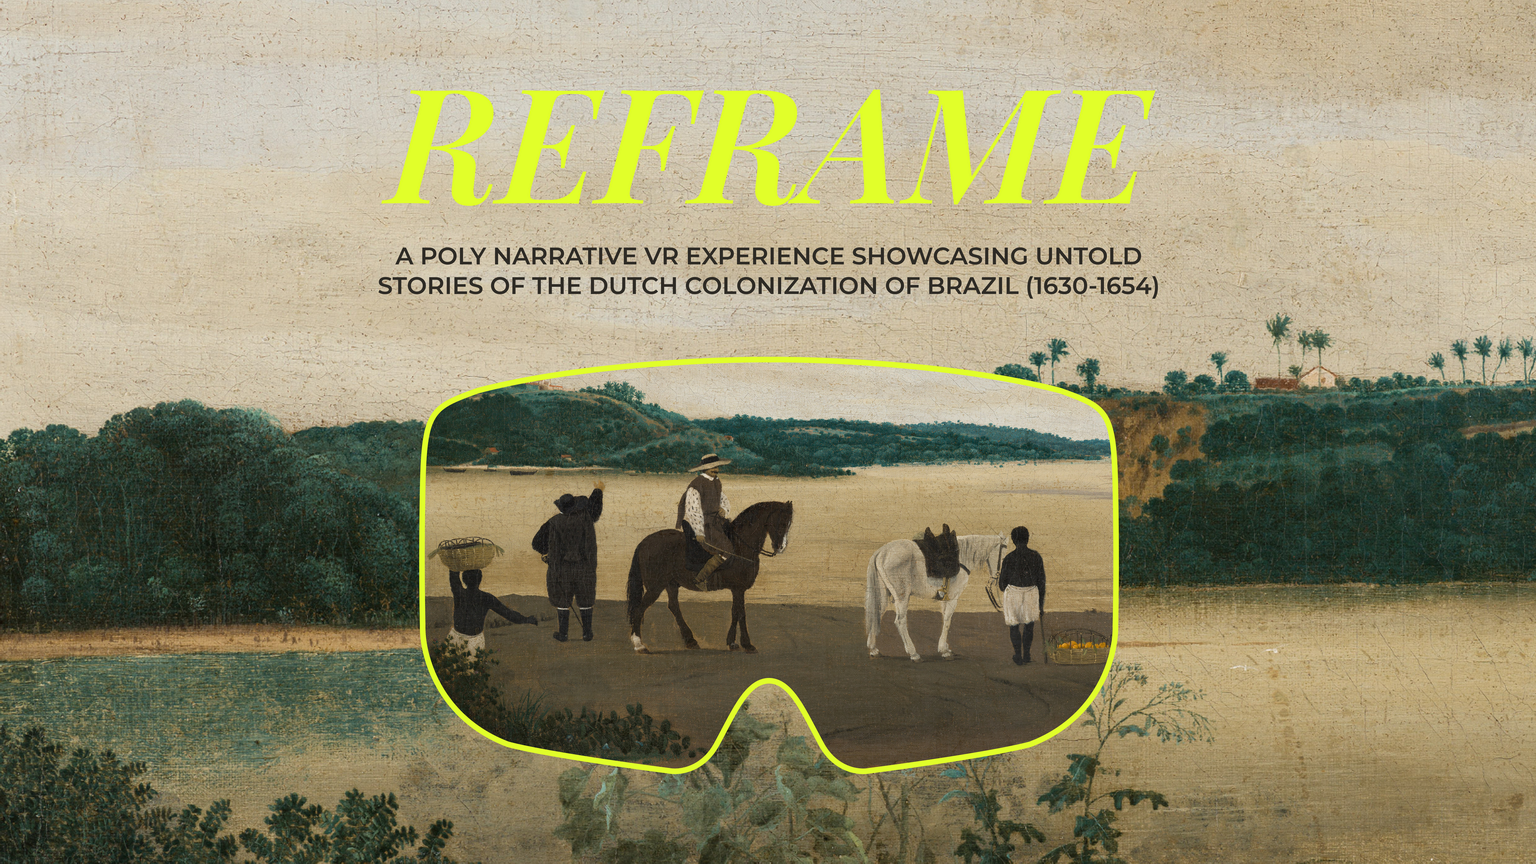 REFRAME
A POLY NARRATIVE VR EXPERIENCE SHOWCASING UNTOLD
STORIES OF THE DUTCH COLONIZATION OF BRAZIL (1630-1654)